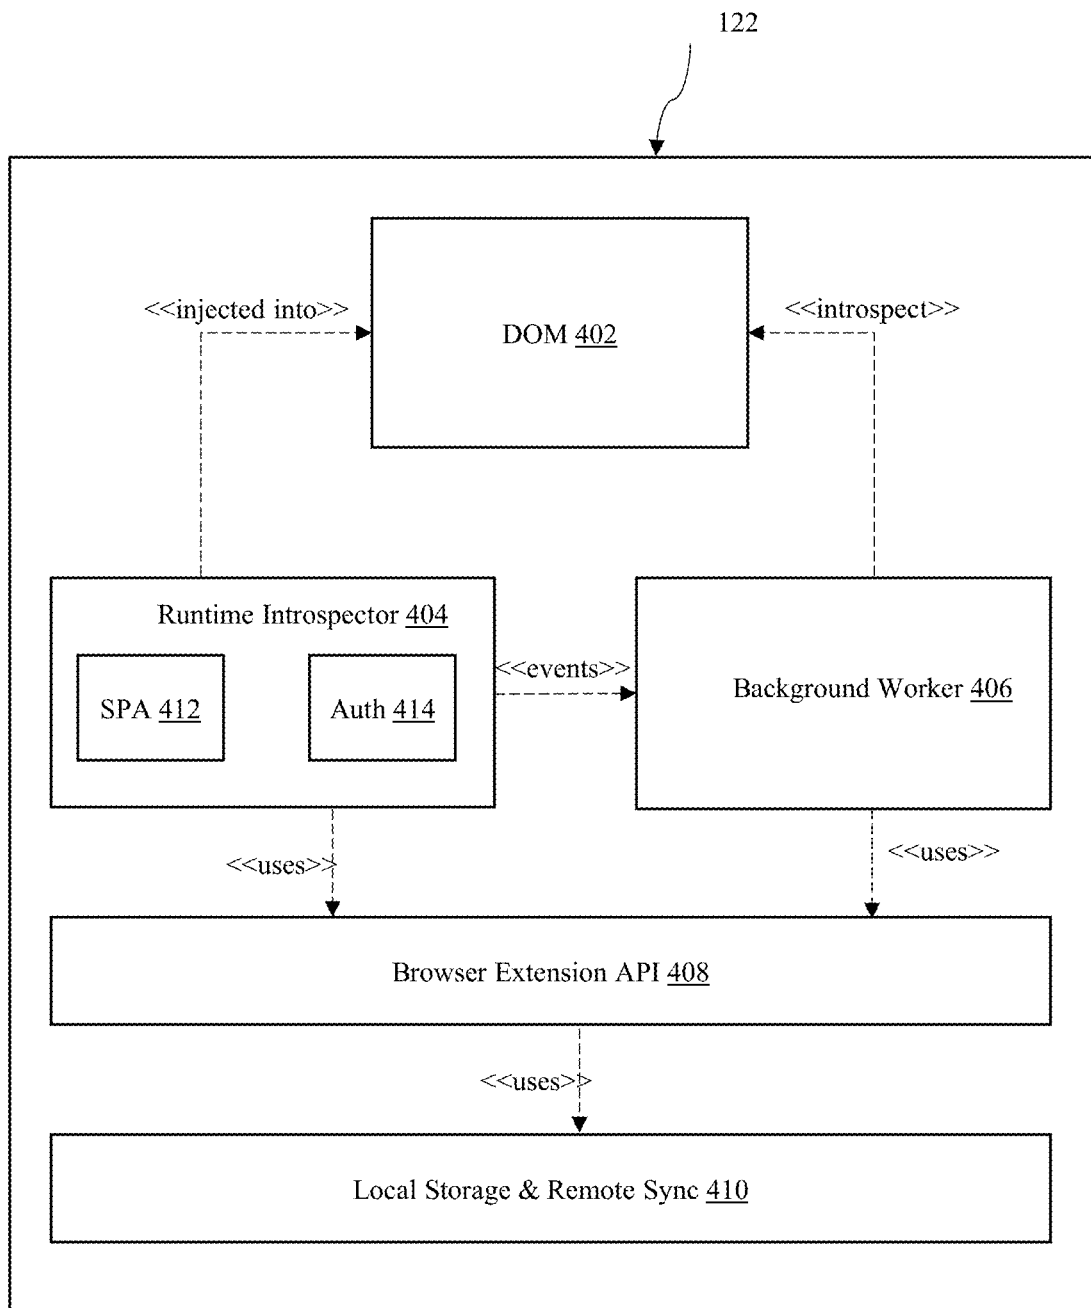 122
<<injected into>>
<<introspect>>
DOM 402
Runtime Introspector 404
<<events>>
SPA 412
Auth 414
Background Worker 406
<<uses>>
<<uses>>
Browser Extension API 408
<<uses>>
Local Storage & Remote Sync 410